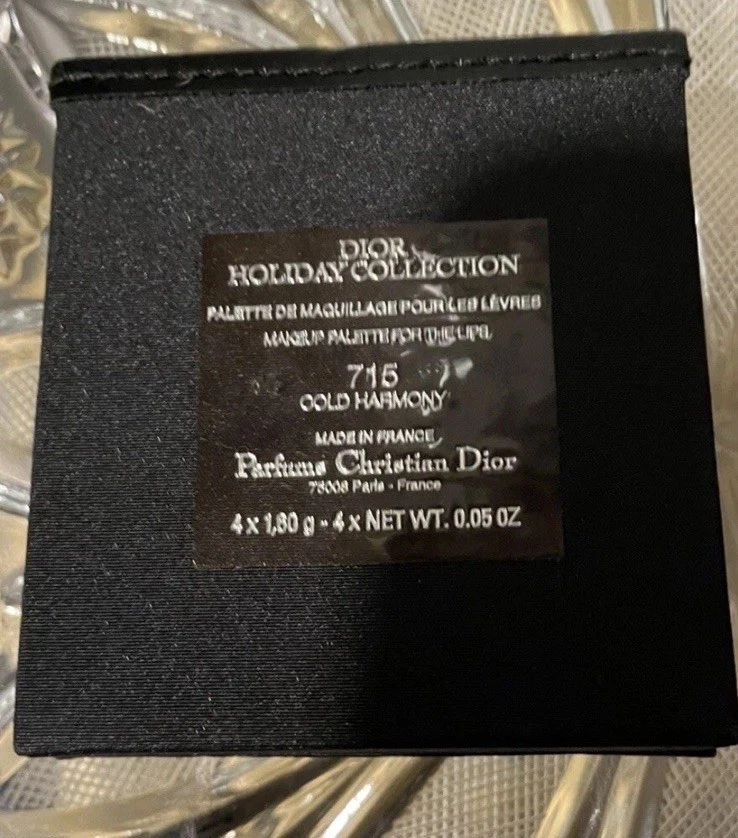 DIOR
HOLIDAY COLLECTION
PALETTE DE MAQUILLAGE POUR LES LÈVRES
MAKEUP PALETTE FOR THE LIPS
715
GOLD HARMONY
MADE IN FRANCE
Parfums Christian Dior
75008 Paris - France
4 x 1,60 g - 4 x NET WT. 0.05 OZ